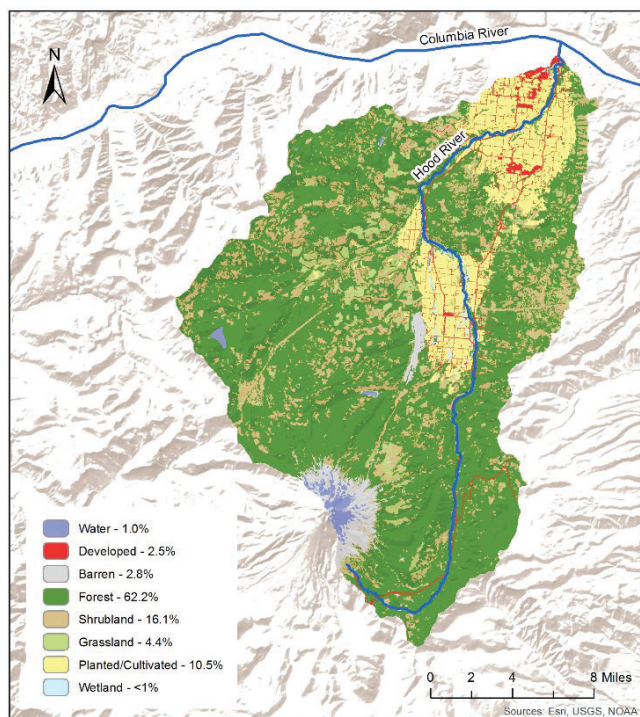 Columbia River
N
Hood River
Water - 1.0%
Developed - 2.5%
Barren - 2.8%
Forest - 62.2%
Shrubland - 16.1%
Grassland - 4.4%
Planted/Cultivated - 10.5%
Wetland - <1%
0 2 4 8 Miles
Sources: Esri, USGS, NOAA